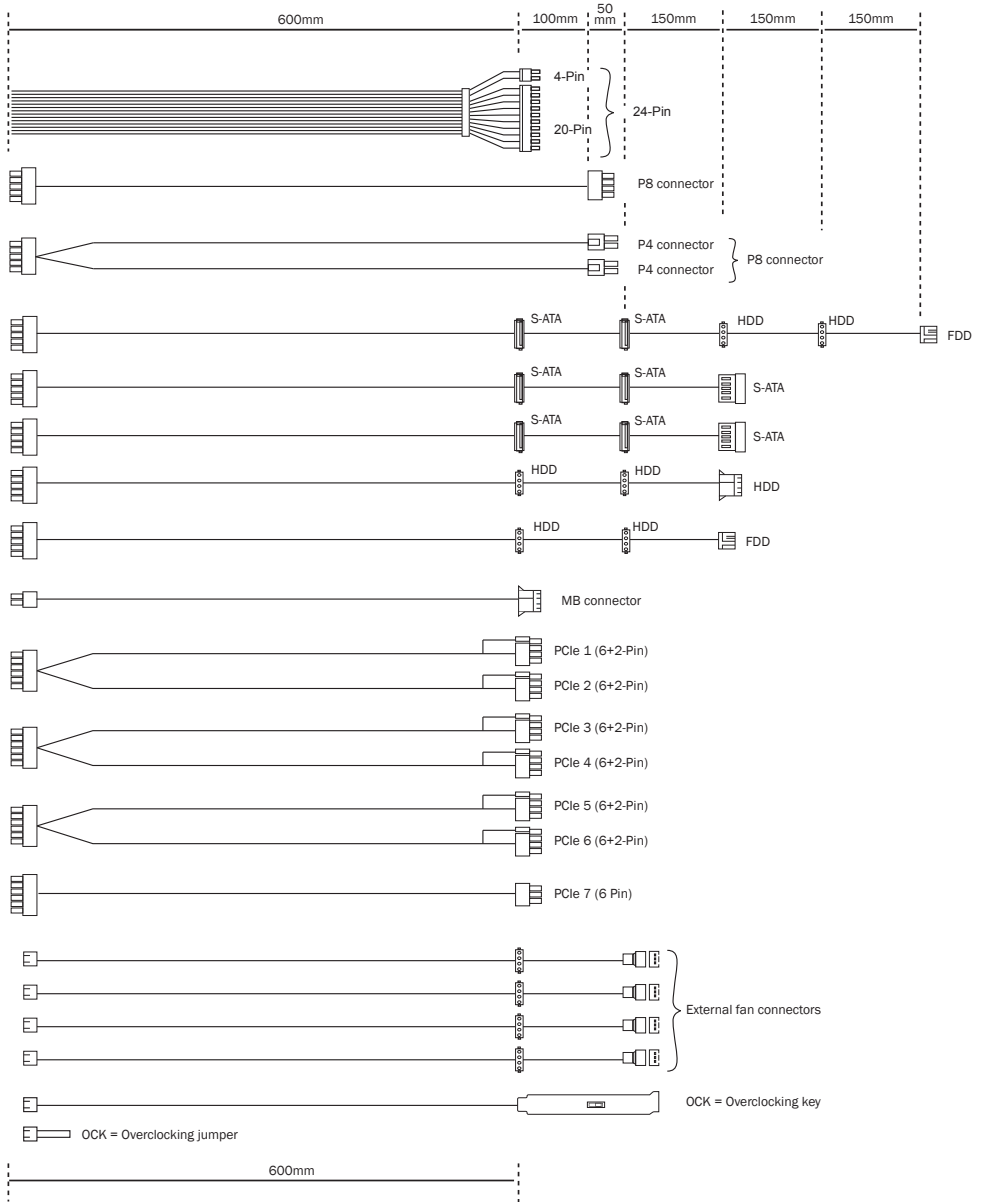 600mm 100mm 50 mm 150mm 150mm 150mm
4-Pin
20-Pin
24-Pin
P8 connector
P4 connector
P4 connector
P8 connector
S-ATA S-ATA HDD HDD FDD
S-ATA S-ATA S-ATA
S-ATA S-ATA S-ATA
HDD HDD HDD
HDD HDD FDD
MB connector
PCIe 1 (6+2-Pin)
PCIe 2 (6+2-Pin)
PCIe 3 (6+2-Pin)
PCIe 4 (6+2-Pin)
PCIe 5 (6+2-Pin)
PCIe 6 (6+2-Pin)
PCIe 7 (6 Pin)
External fan connectors
OCK = Overclocking key
OCK = Overclocking jumper
600mm